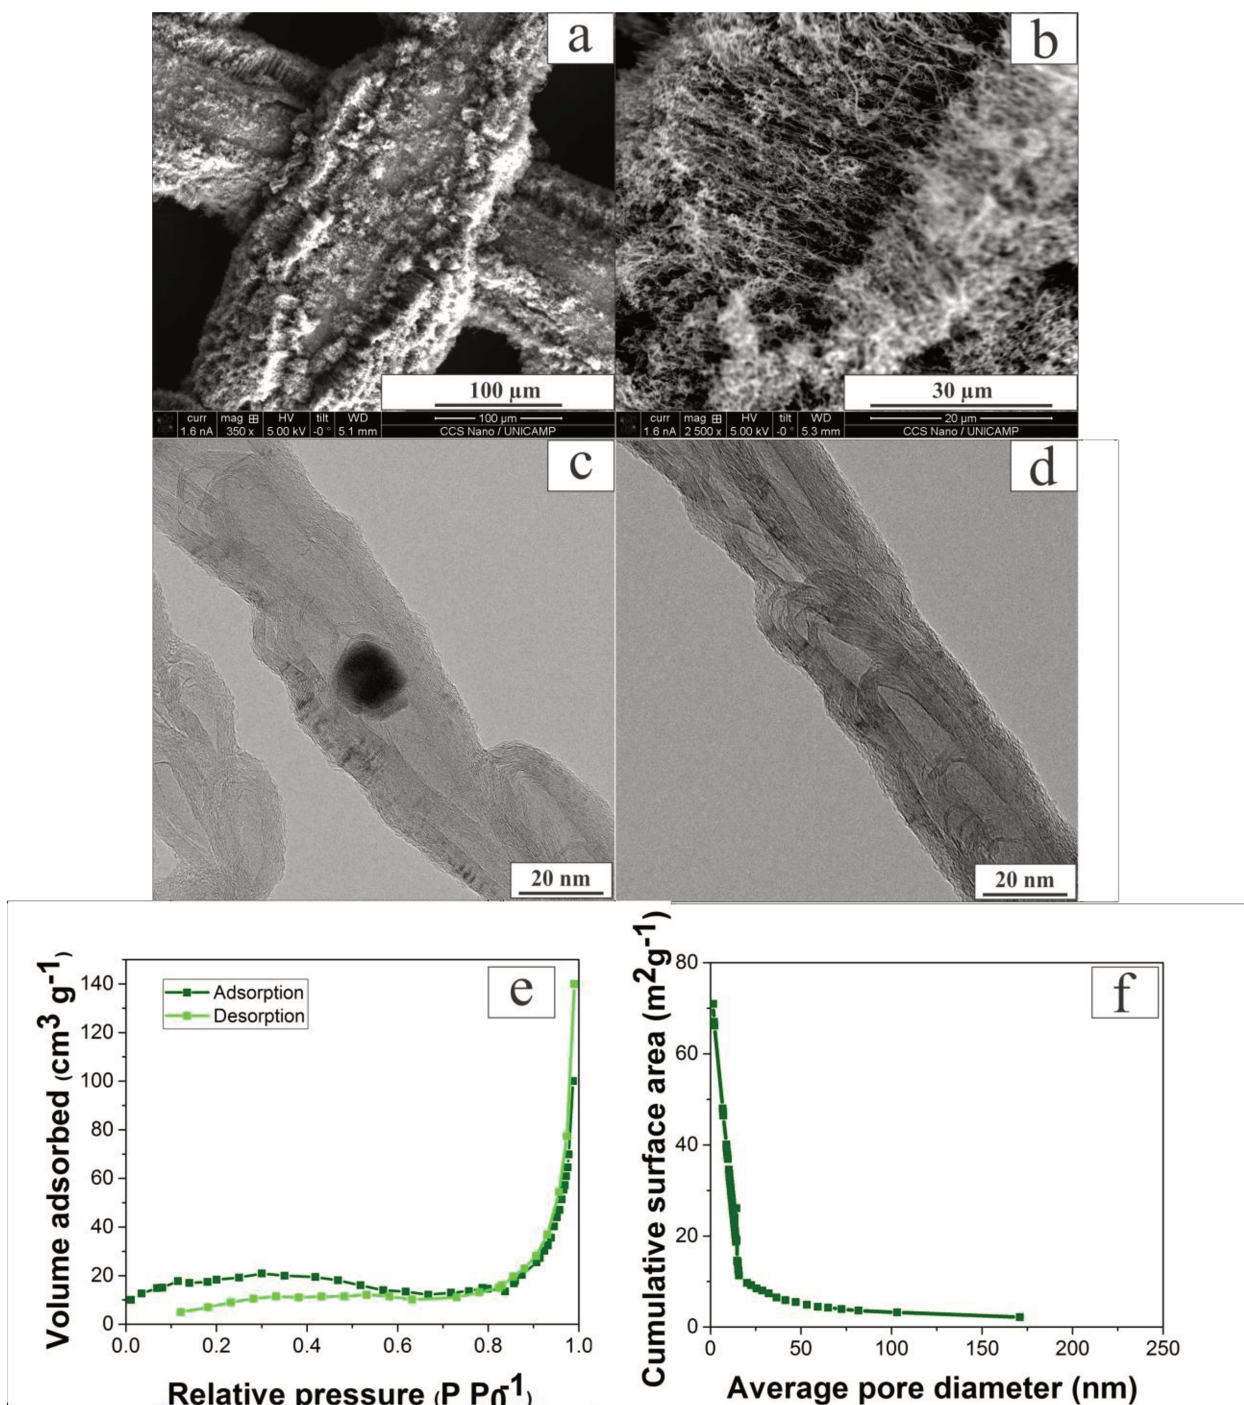 a
b
100 µm
30 µm
curr mag ⊞ HV tilt WD 100 µm
1.6 nA 350 x 5.00 kV -0 ° 5.1 mm CCS Nano / UNICAMP
curr mag ⊞ HV tilt WD 20 µm
1.6 nA 2 500 x 5.00 kV -0 ° 5.3 mm CCS Nano / UNICAMP
c
d
20 nm
20 nm
e
Adsorption
Desorption
Volume adsorbed (cm³ g⁻¹)
140
120
100
80
60
40
20
0
0.0 0.2 0.4 0.6 0.8 1.0
Relative pressure (P P₀⁻¹)
f
Cumulative surface area (m²g⁻¹)
80
60
40
20
0
0 50 100 150 200 250
Average pore diameter (nm)